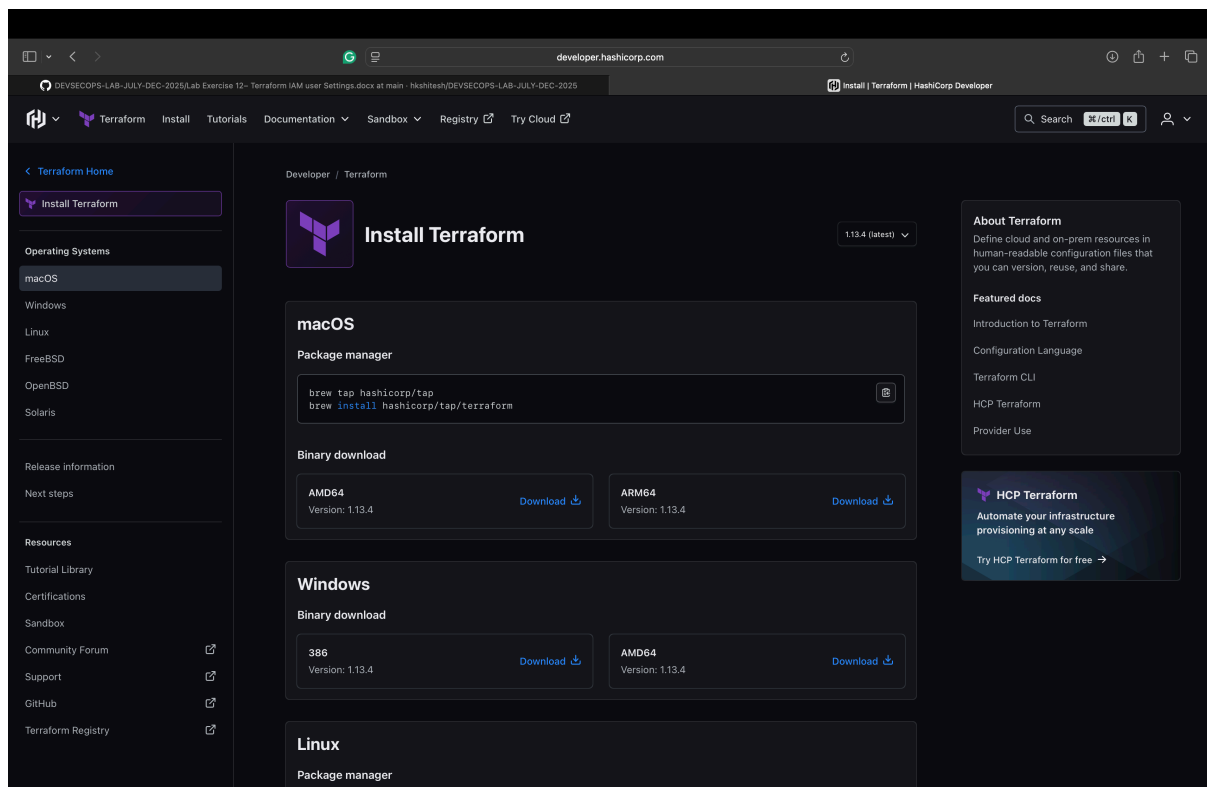 developer.hashicorp.com
DEVSECOPS-LAB-JULY-DEC-2025/Lab Exercise 12– Terraform IAM user Settings.docx at main · hkshitesh/DEVSECOPS-LAB-JULY-DEC-2025
Install | Terraform | HashiCorp Developer
Terraform Install Tutorials Documentation Sandbox Registry Try Cloud
Search ⌘/ctrl K
Terraform Home
Install Terraform
Operating Systems
macOS
Windows
Linux
FreeBSD
OpenBSD
Solaris
Release information
Next steps
Resources
Tutorial Library
Certifications
Sandbox
Community Forum
Support
GitHub
Terraform Registry
Developer / Terraform
Install Terraform
1.13.4 (latest)
macOS
Package manager
brew tap hashicorp/tap
brew install hashicorp/tap/terraform
Binary download
AMD64
Version: 1.13.4
Download
ARM64
Version: 1.13.4
Download
Windows
Binary download
386
Version: 1.13.4
Download
AMD64
Version: 1.13.4
Download
Linux
Package manager
About Terraform
Define cloud and on-prem resources in
human-readable configuration files that
you can version, reuse, and share.
Featured docs
Introduction to Terraform
Configuration Language
Terraform CLI
HCP Terraform
Provider Use
HCP Terraform
Automate your infrastructure
provisioning at any scale
Try HCP Terraform for free →